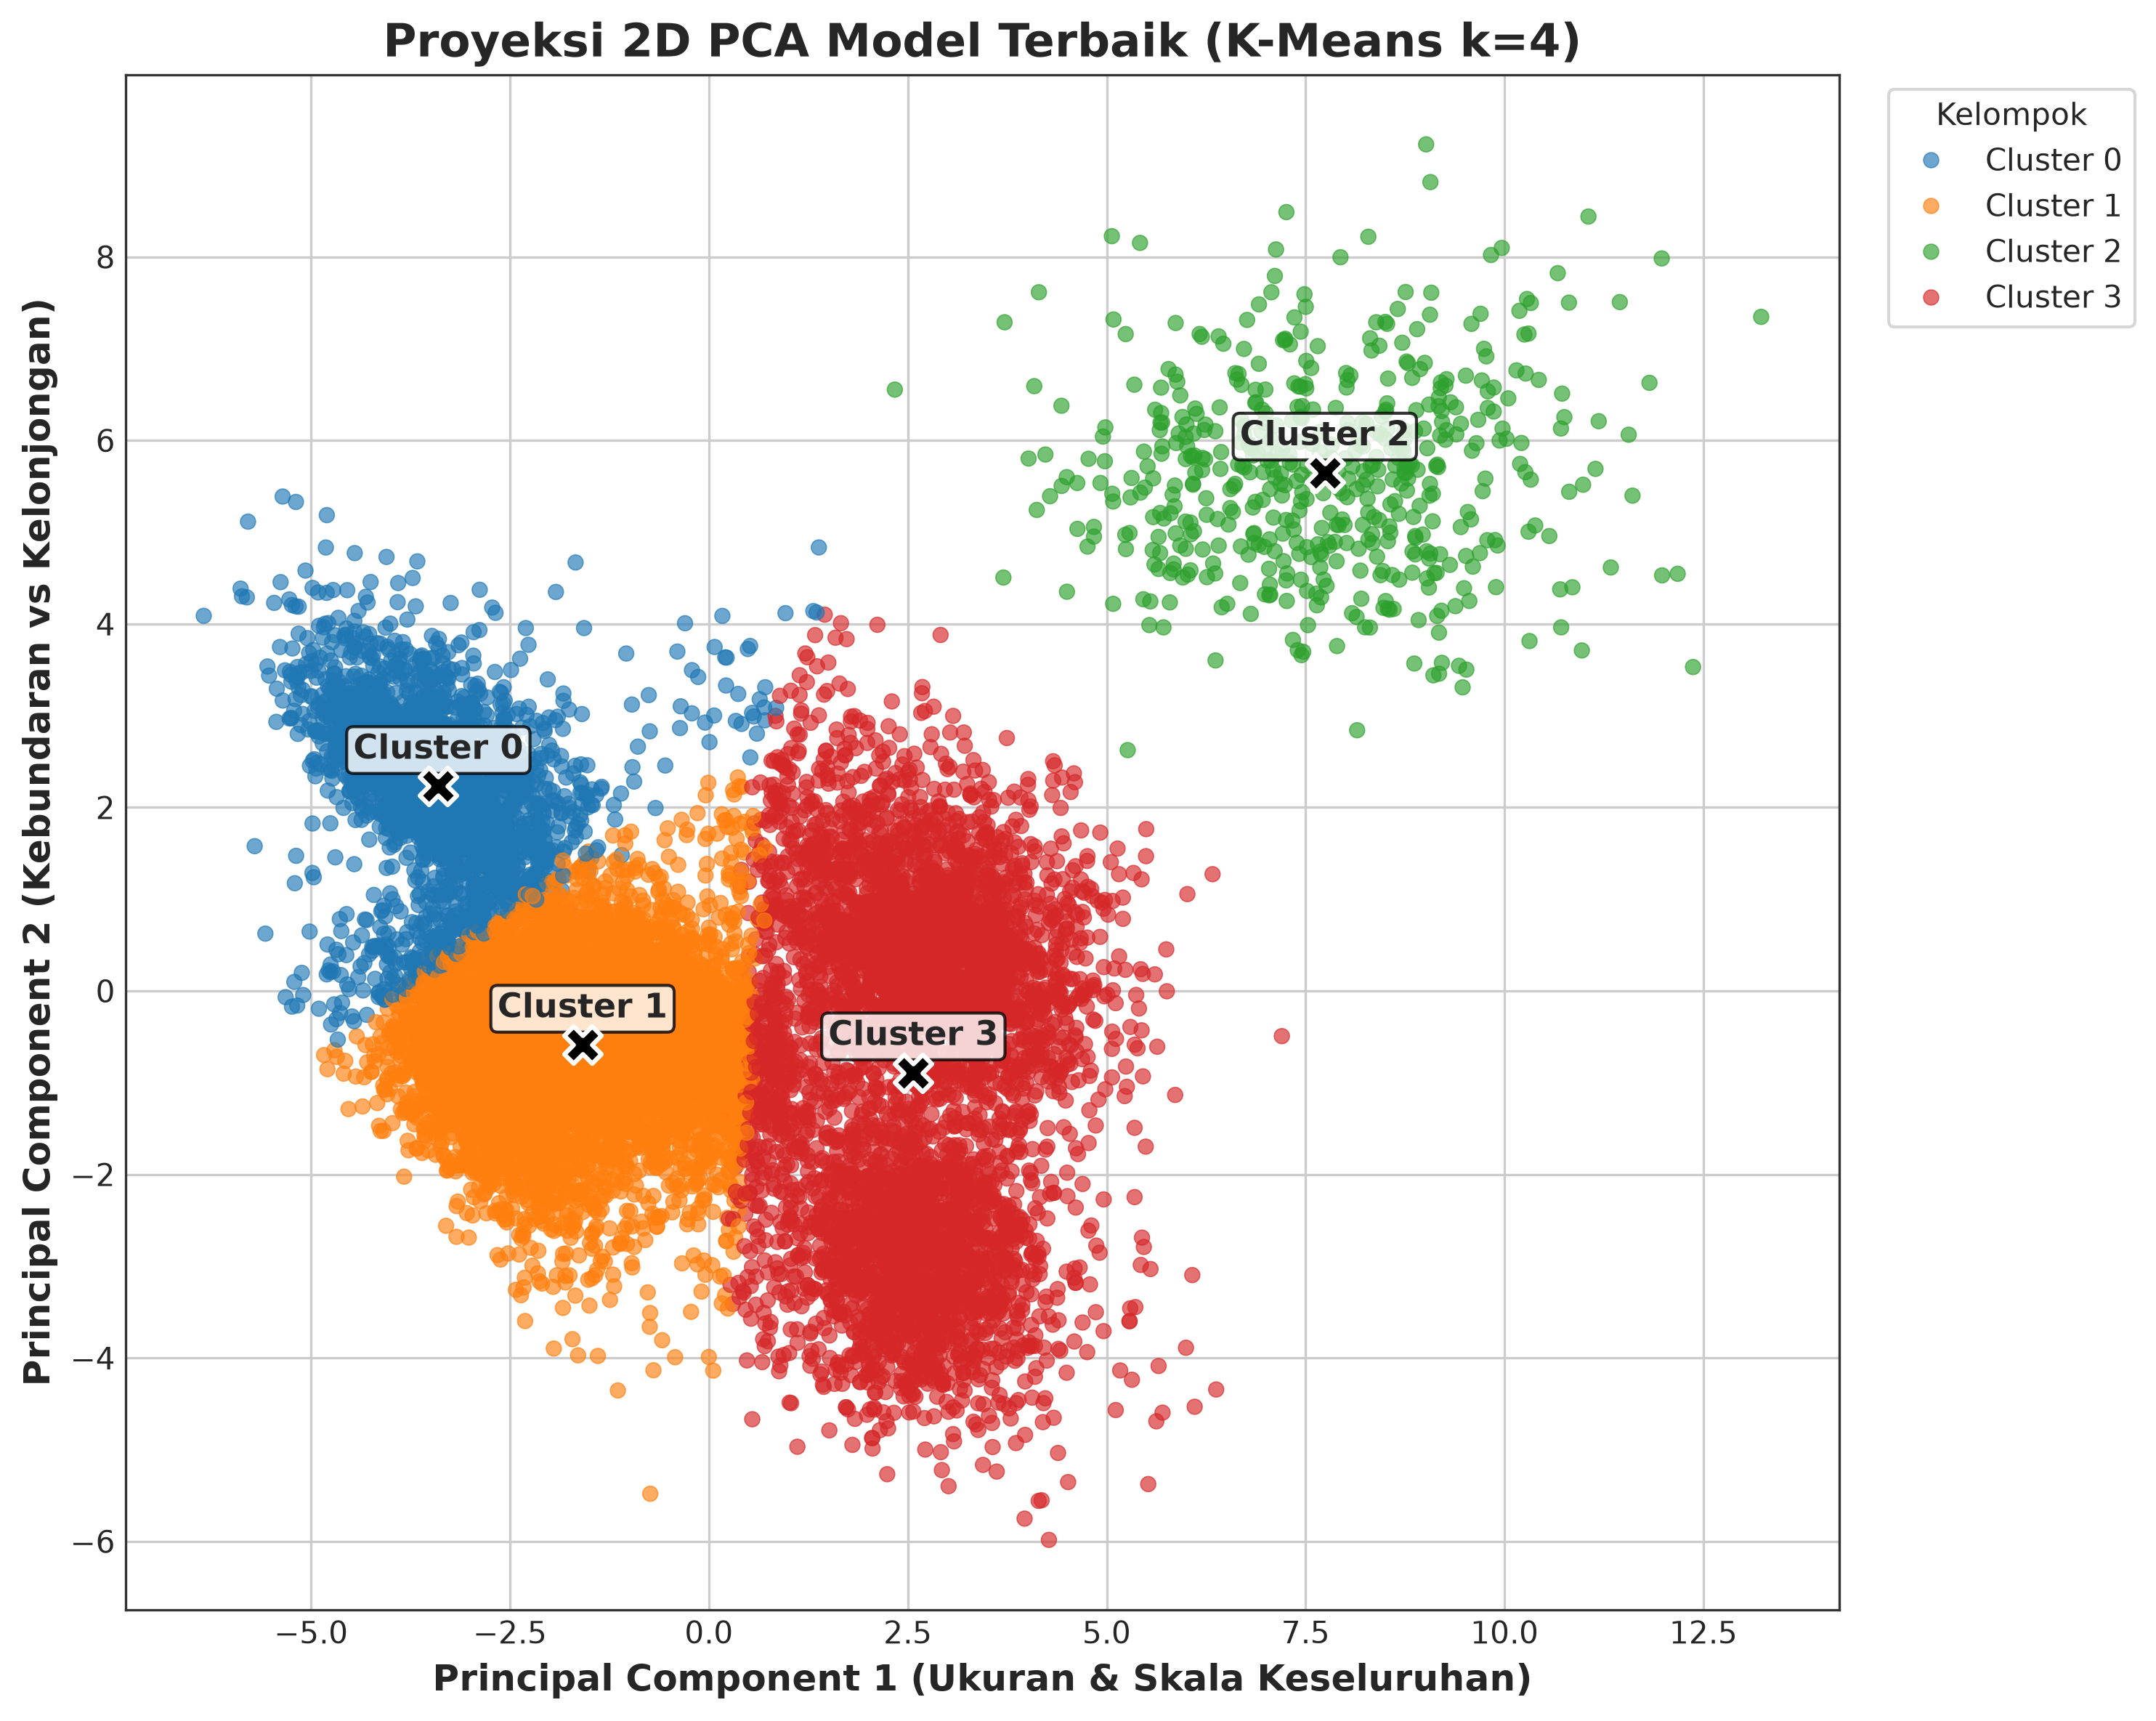 Proyeksi 2D PCA Model Terbaik (K-Means k=4)
Kelompok
Cluster 0
Cluster 1
Cluster 2
Cluster 3
Principal Component 2 (Kebundaran vs Kelonjongan)
8
6
4
2
0
−2
−4
−6
Cluster 2
Cluster 0
Cluster 1
Cluster 3
−5.0
−2.5
0.0
2.5
5.0
7.5
10.0
12.5
Principal Component 1 (Ukuran & Skala Keseluruhan)